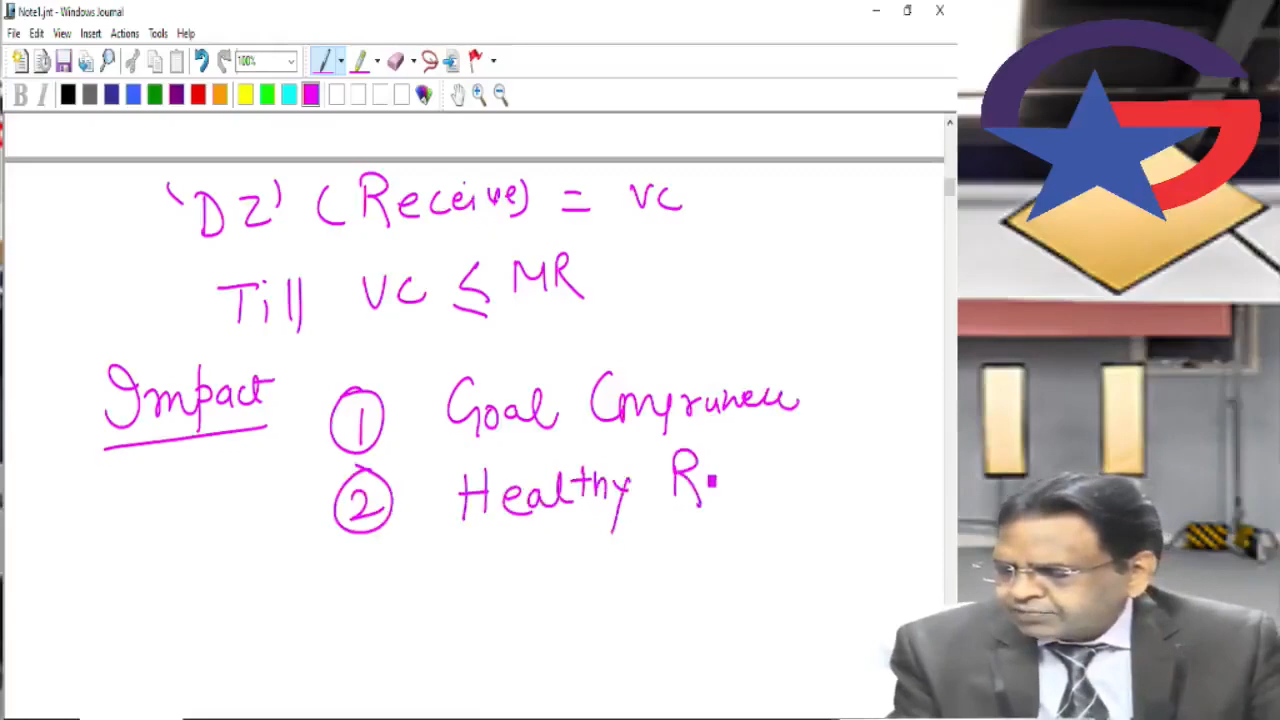 Note1.jnt - Windows Journal
File Edit View Insert Actions Tools Help
100%
B I
'D2' (Receive) = VC
Till VC ≤ MR
Impact ① Goal Congruence
② Healthy R